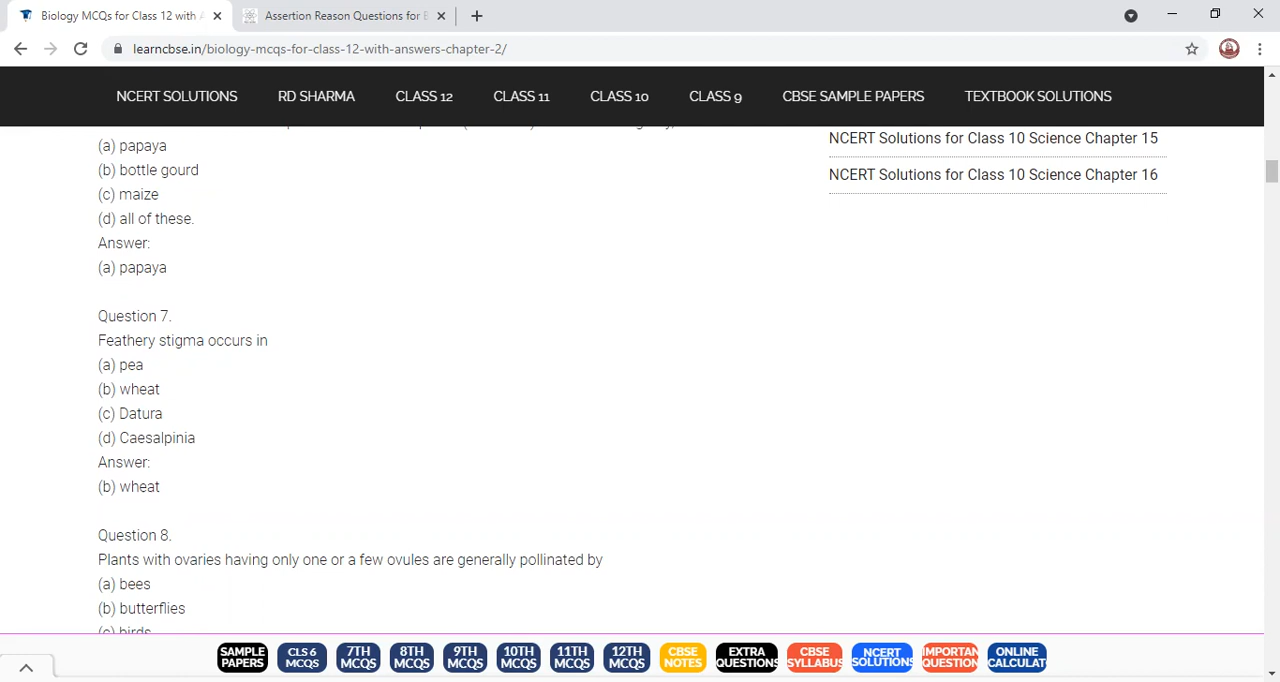 Biology MCQs for Class 12 with
Assertion Reason Questions for
learncbse.in/biology-mcqs-for-class-12-with-answers-chapter-2/
NCERT SOLUTIONS
RD SHARMA
CLASS 12
CLASS 11
CLASS 10
CLASS 9
CBSE SAMPLE PAPERS
TEXTBOOK SOLUTIONS
(a) papaya
(b) bottle gourd
(c) maize
(d) all of these.
Answer:
(a) papaya
Question 7.
Feathery stigma occurs in
(a) pea
(b) wheat
(c) Datura
(d) Caesalpinia
Answer:
(b) wheat
Question 8.
Plants with ovaries having only one or a few ovules are generally pollinated by
(a) bees
(b) butterflies
(c) birds
NCERT Solutions for Class 10 Science Chapter 15
NCERT Solutions for Class 10 Science Chapter 16
SAMPLE
PAPERS
CLS 6
MCQS
7TH
MCQS
8TH
MCQS
9TH
MCQS
10TH
MCQS
11TH
MCQS
12TH
MCQS
CBSE
NOTES
EXTRA
QUESTIONS
CBSE
SYLLABUS
NCERT
SOLUTIONS
IMPORTAN
QUESTION
ONLINE
CALCULAT